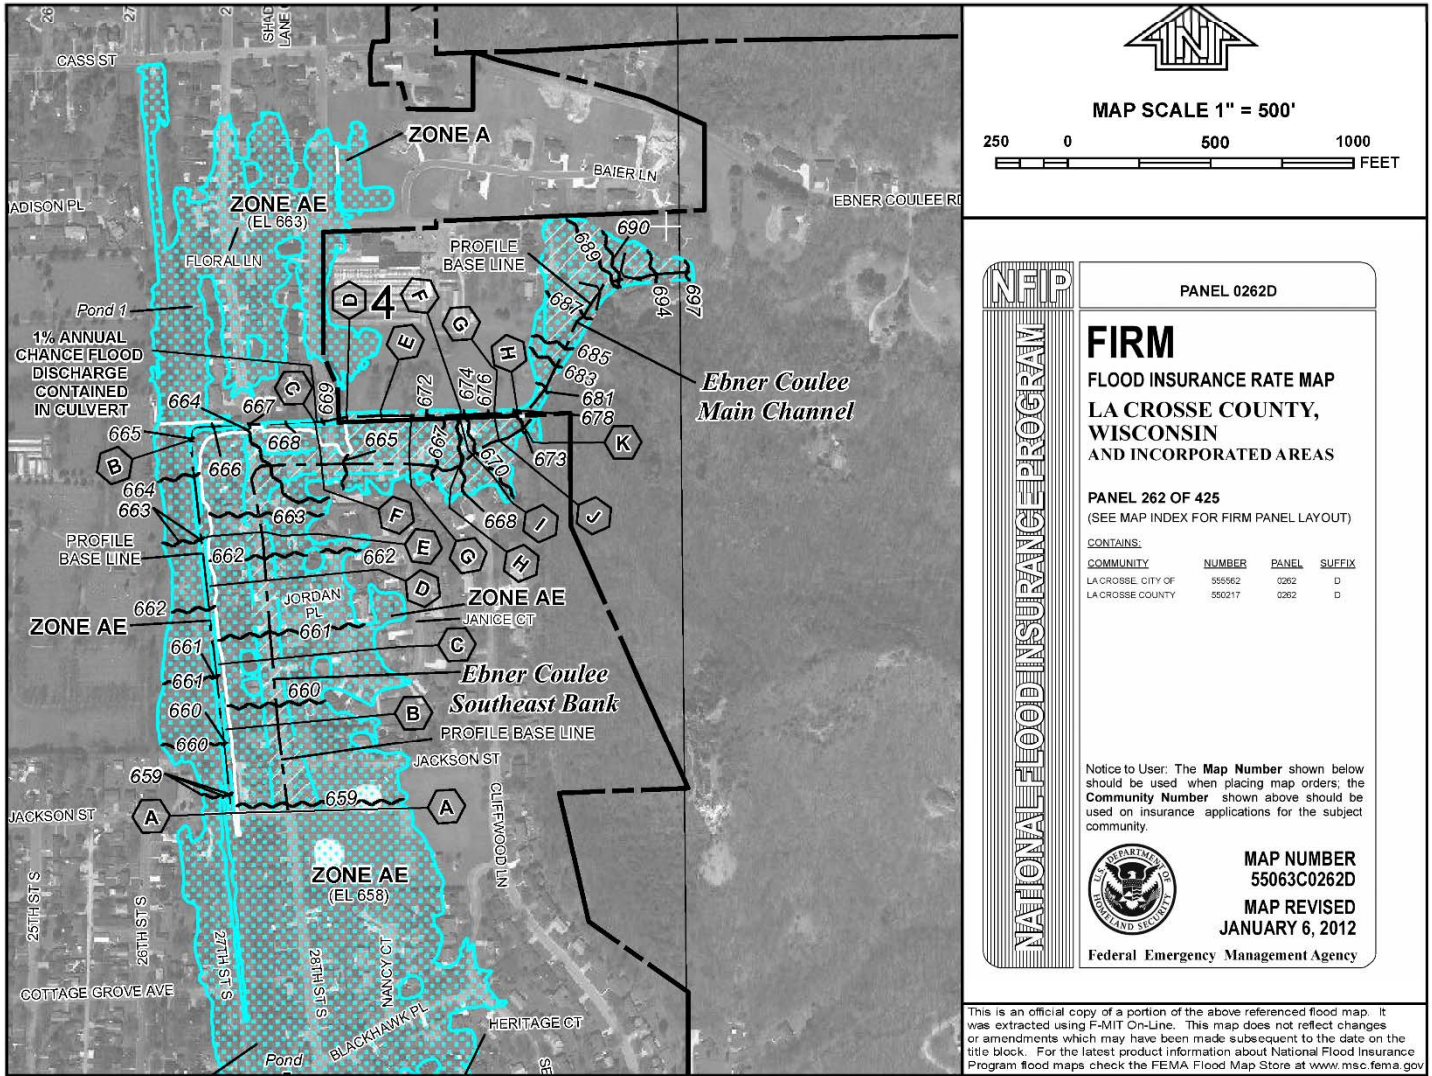 26
27
2
SHAD
LANE C
CASS ST
ZONE A
BAIER LN
EBNER COULEE RD
ADISON PL
ZONE AE
(EL 663)
FLORAL LN
PROFILE
BASE LINE
690
689
694
697
687
D
4
F
G
H
E
Pond 1
1% ANNUAL
CHANCE FLOOD
DISCHARGE
CONTAINED
IN CULVERT
C
685
683
681
678
Ebner Coulee
Main Channel
664
667
669
672
674
676
665
668
665
667
673
K
B
666
670
664
663
663
668
F
I
J
PROFILE
BASE LINE
662
662
E
G
H
D
662
JORDAN
PL
ZONE AE
JANICE CT
ZONE AE
661
661
C
661
Ebner Coulee
Southeast Bank
660
660
B
PROFILE BASE LINE
660
JACKSON ST
659
659
A
A
JACKSON ST
CLIFFWOOD LN
ZONE AE
(EL 658)
25TH ST S
26TH ST S
27TH ST S
28TH ST S
NANCY CT
COTTAGE GROVE AVE
BLACKHAWK PL
HERITAGE CT
Pond
SE
N
MAP SCALE 1" = 500'
250 0 500 1000
FEET
NFIP
NATIONAL FLOOD INSURANCE PROGRAM
PANEL 0262D
FIRM
FLOOD INSURANCE RATE MAP
LA CROSSE COUNTY,
WISCONSIN
AND INCORPORATED AREAS
PANEL 262 OF 425
(SEE MAP INDEX FOR FIRM PANEL LAYOUT)
CONTAINS:
COMMUNITY NUMBER PANEL SUFFIX
LA CROSSE, CITY OF 555562 0262 D
LA CROSSE COUNTY 550217 0262 D
Notice to User: The Map Number shown below
should be used when placing map orders; the
Community Number shown above should be
used on insurance applications for the subject
community.
U.S. DEPARTMENT OF HOMELAND SECURITY
MAP NUMBER
55063C0262D
MAP REVISED
JANUARY 6, 2012
Federal Emergency Management Agency
This is an official copy of a portion of the above referenced flood map. It
was extracted using F-MIT On-Line. This map does not reflect changes
or amendments which may have been made subsequent to the date on the
title block. For the latest product information about National Flood Insurance
Program flood maps check the FEMA Flood Map Store at www.msc.fema.gov